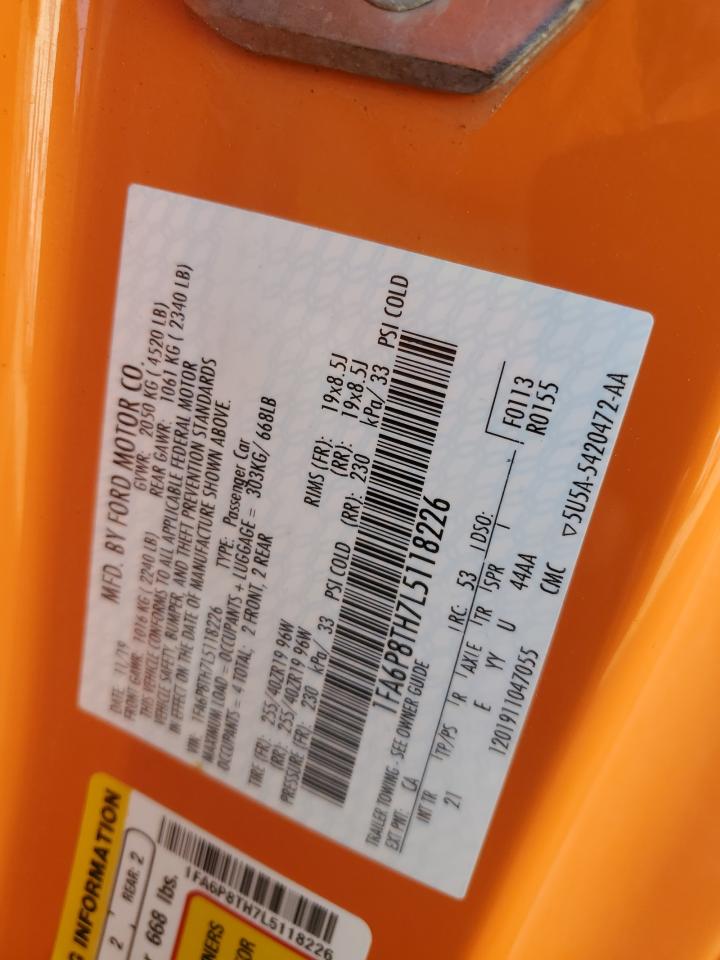 MFD. BY FORD MOTOR CO.
DATE: 11/19 GVWR: 2050 KG ( 4520 LB)
FRONT GAWR: 1016 KG ( 2240 LB) REAR GAWR: 1061 KG ( 2340 LB)
THIS VEHICLE CONFORMS TO ALL APPLICABLE FEDERAL MOTOR
VEHICLE SAFETY, BUMPER, AND THEFT PREVENTION STANDARDS
IN EFFECT ON THE DATE OF MANUFACTURE SHOWN ABOVE.
VIN: 1FA6P8TH7L5118226 TYPE: Passenger Car
MAXIMUM LOAD = OCCUPANTS + LUGGAGE = 303KG/ 668LB
OCCUPANTS = 4 TOTAL; 2 FRONT, 2 REAR
TIRE (FR): 255/40ZR19 96W RIMS (FR): 19x8.5J
(RR): 255/40ZR19 96W (RR): 19x8.5J
PRESSURE (FR): 230 kPa/ 33 PSI COLD (RR): 230 kPa/ 33 PSI COLD
1FA6P8TH7L5118226
TRAILER TOWING - SEE OWNER GUIDE
EXT PNT: CA RC: 53 DSO: F0113
INT TR TP/PS R AXLE TR SPR R0155
21 E YY U 44AA
1201911047055 CMC ▽5U5A-5420472-AA
INFORMATION
2 REAR: 2
668 lbs.
1FA6P8TH7L5118226